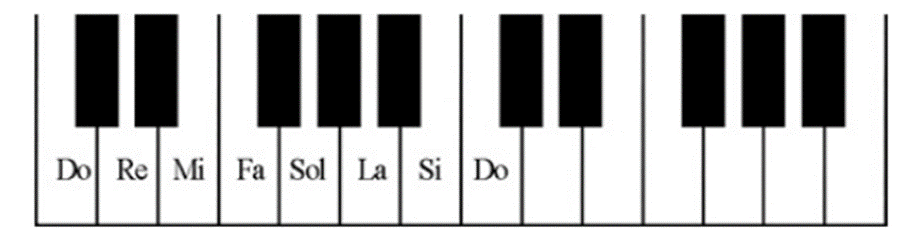 Do Re Mi Fa Sol La Si Do